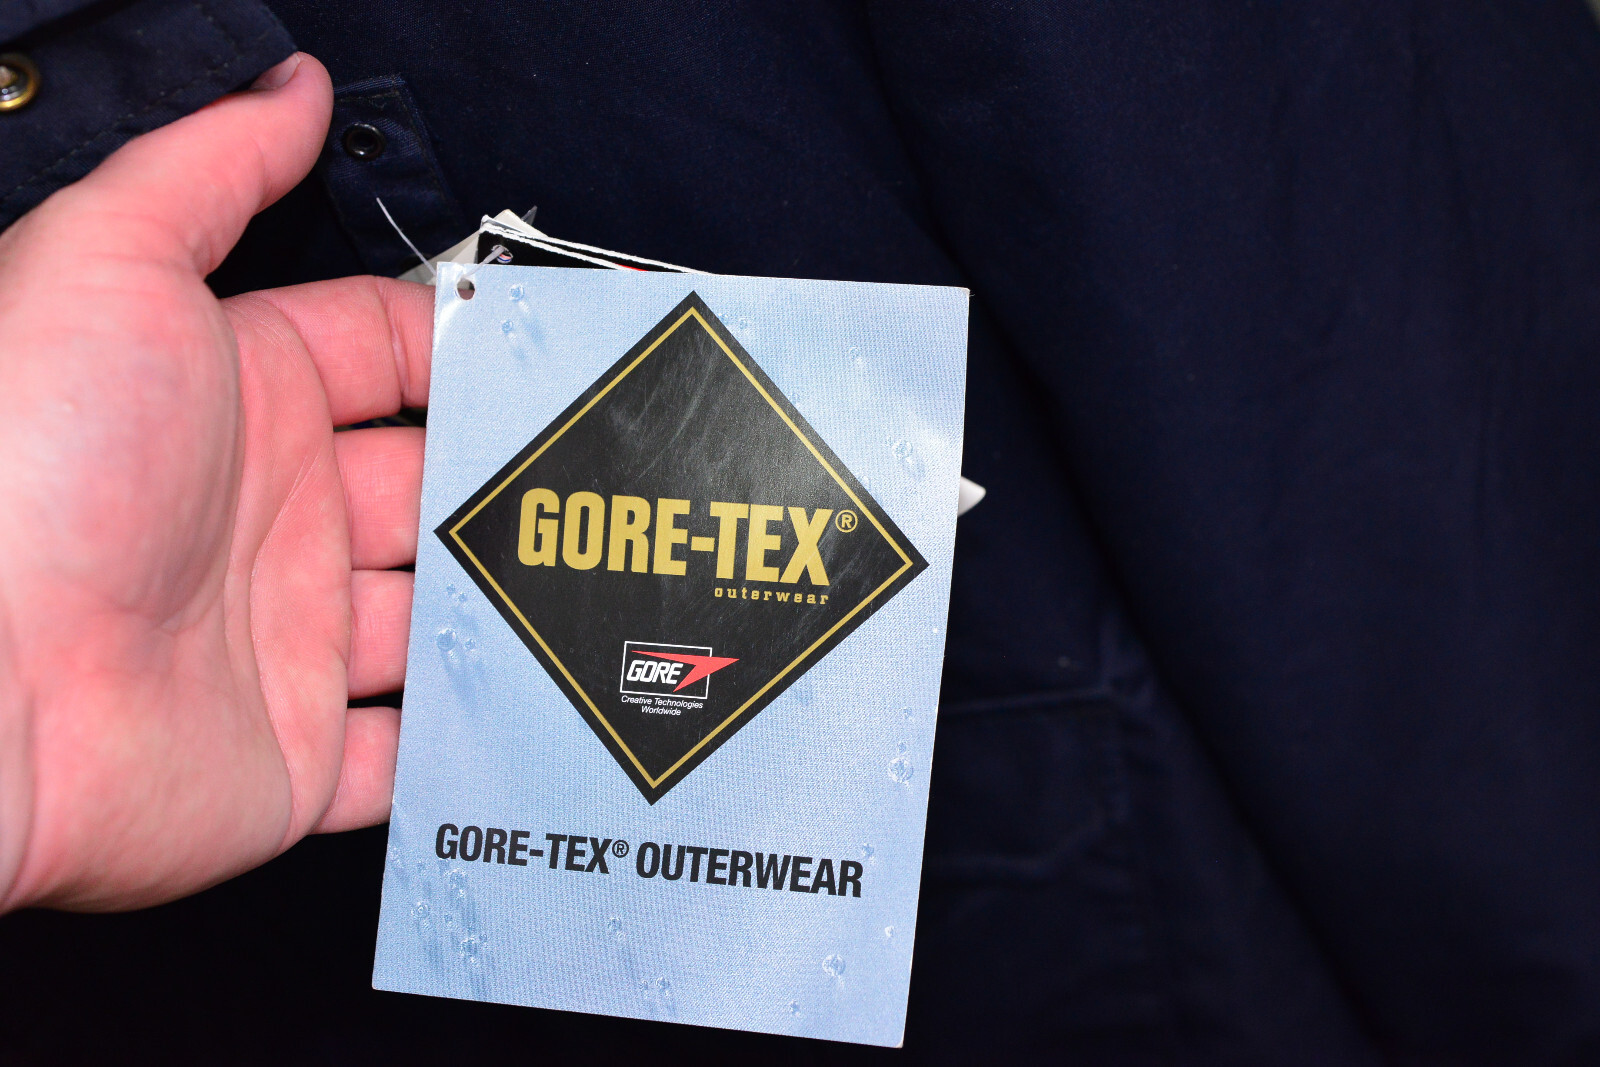 GORE-TEX®
outerwear
GORE
Creative Technologies
Worldwide
GORE-TEX® OUTERWEAR